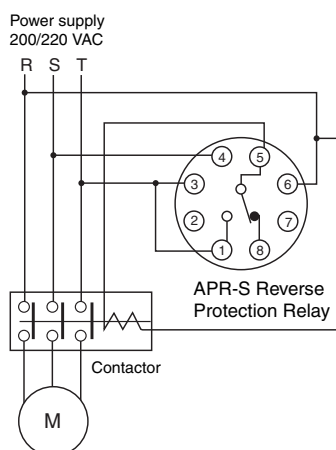 Power supply
200/220 VAC
R S T
4 5
3 6
2 7
1 8
APR-S Reverse
Protection Relay
Contactor
M